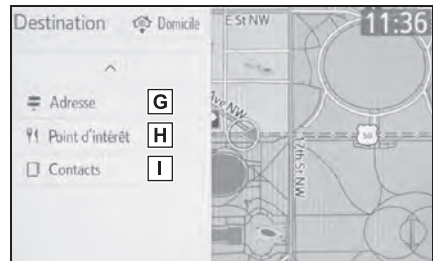 Destination
Domicile
E St NW
11:36
Adresse G
Point d'intérêt H
Contacts I
Ave NW
50
17th St NW